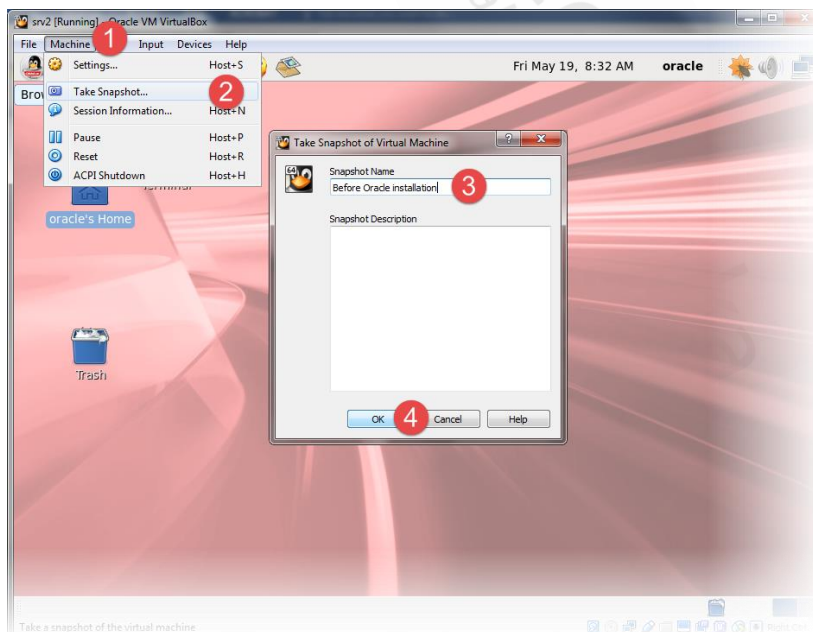 srv2 [Running] - Oracle VM VirtualBox
File Machine Input Devices Help
1
Settings... Host+S
Take Snapshot...
2
Session Information... Host+N
Pause Host+P
Reset Host+R
ACPI Shutdown Host+H
Fri May 19, 8:32 AM oracle
oracle's Home
Trash
Take Snapshot of Virtual Machine
64
Snapshot Name
Before Oracle installation
3
Snapshot Description
OK
4
Cancel
Help
Take a snapshot of the virtual machine
Right Ctrl